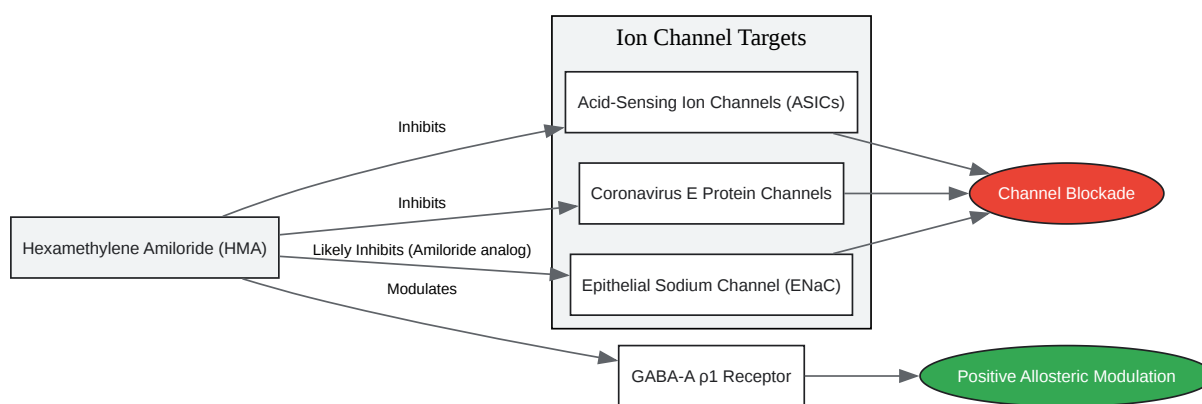 Ion Channel Targets
Acid-Sensing Ion Channels (ASICs)
Inhibits
Coronavirus E Protein Channels
Channel Blockade
Inhibits
Hexamethylene Amiloride (HMA)
Likely Inhibits (Amiloride analog)
Epithelial Sodium Channel (ENaC)
Modulates
GABA-A ρ1 Receptor
Positive Allosteric Modulation